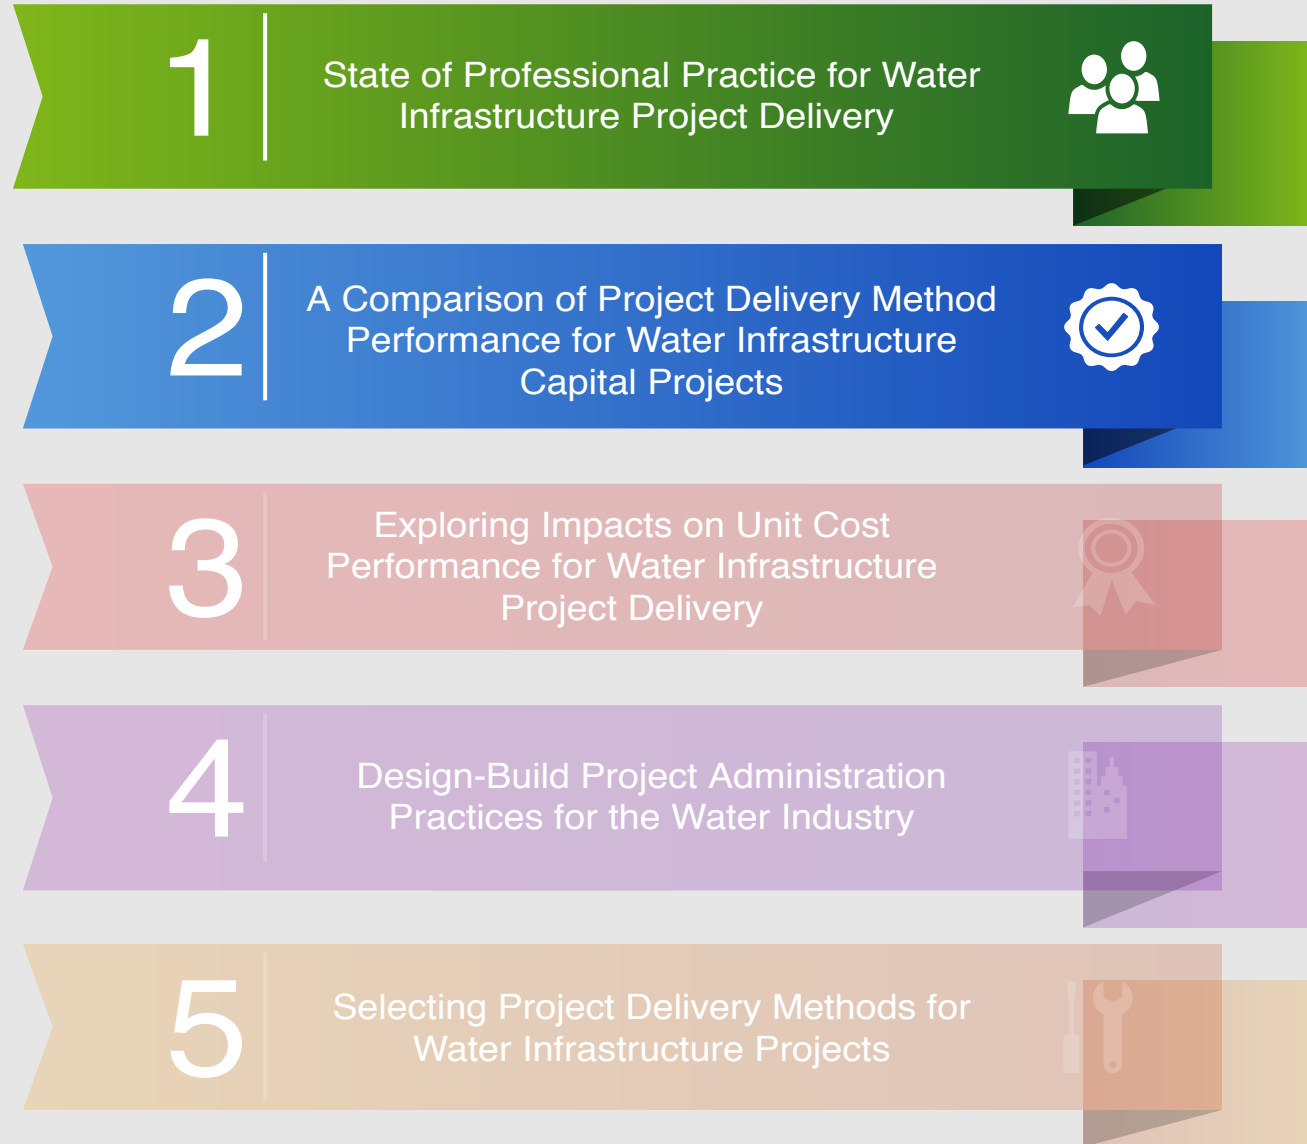 1
State of Professional Practice for Water
Infrastructure Project Delivery
2
A Comparison of Project Delivery Method
Performance for Water Infrastructure
Capital Projects
3
Exploring Impacts on Unit Cost
Performance for Water Infrastructure
Project Delivery
4
Design-Build Project Administration
Practices for the Water Industry
5
Selecting Project Delivery Methods for
Water Infrastructure Projects